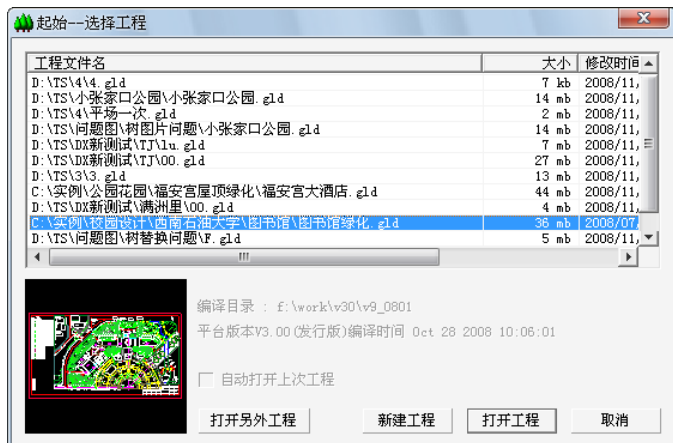 起始--选择工程
工程文件名 大小 修改时间
D:\TS\4\4.gld 7 kb 2008/11,
D:\TS\小张家口公园\小张家口公园.gld 14 mb 2008/11,
D:\TS\4\平场一次.gld 2 mb 2008/11,
D:\TS\问题图\树图片问题\小张家口公园.gld 14 mb 2008/11,
D:\TS\DX新测试\TJ\lu.gld 7 mb 2008/11,
D:\TS\DX新测试\TJ\00.gld 27 mb 2008/11,
D:\TS\3\3.gld 13 mb 2008/11,
C:\实例\公园花园\福安宫屋顶绿化\福安宫大酒店.gld 44 mb 2008/11,
D:\TS\DX新测试\满洲里\00.gld 4 mb 2008/11,
C:\实例\校园设计\西南石油大学\图书馆\图书馆绿化.gld 36 mb 2008/07,
D:\TS\问题图\树替换问题\F.gld 5 mb 2008/11,
编译目录 : f:\work\v30\v9_0801
平台版本V3.00(发行版)编译时间 Oct 28 2008 10:06:01
自动打开上次工程
打开另外工程 新建工程 打开工程 取消